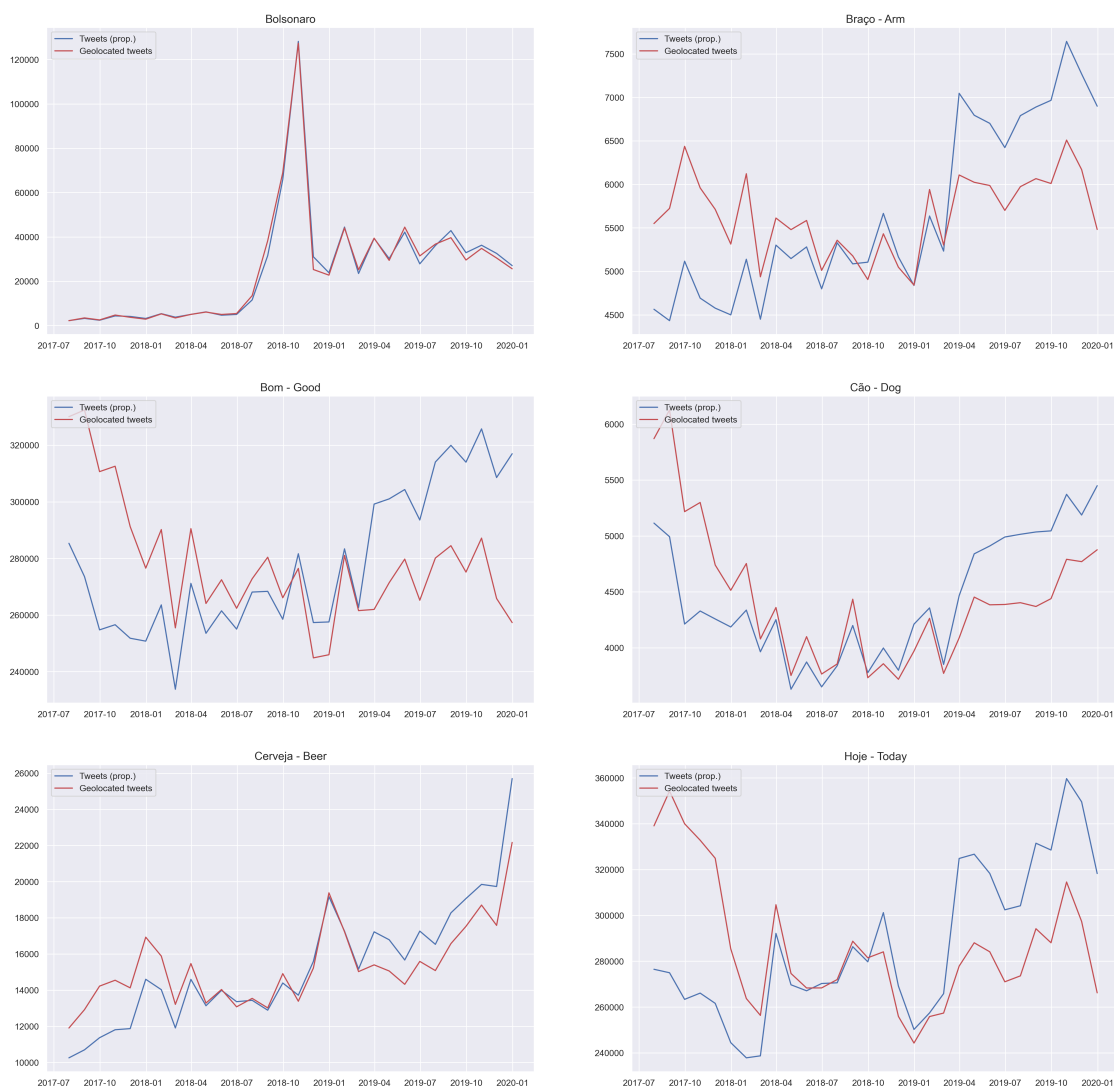 Bolsonaro
Tweets (prop.)
Geolocated tweets
120000
100000
80000
60000
40000
20000
0
2017-07 2017-10 2018-01 2018-04 2018-07 2018-10 2019-01 2019-04 2019-07 2019-10 2020-01
Braço - Arm
Tweets (prop.)
Geolocated tweets
7500
7000
6500
6000
5500
5000
4500
2017-07 2017-10 2018-01 2018-04 2018-07 2018-10 2019-01 2019-04 2019-07 2019-10 2020-01
Bom - Good
Tweets (prop.)
Geolocated tweets
320000
300000
280000
260000
240000
2017-07 2017-10 2018-01 2018-04 2018-07 2018-10 2019-01 2019-04 2019-07 2019-10 2020-01
Cão - Dog
Tweets (prop.)
Geolocated tweets
6000
5500
5000
4500
4000
2017-07 2017-10 2018-01 2018-04 2018-07 2018-10 2019-01 2019-04 2019-07 2019-10 2020-01
Cerveja - Beer
Tweets (prop.)
Geolocated tweets
26000
24000
22000
20000
18000
16000
14000
12000
10000
2017-07 2017-10 2018-01 2018-04 2018-07 2018-10 2019-01 2019-04 2019-07 2019-10 2020-01
Hoje - Today
Tweets (prop.)
Geolocated tweets
360000
340000
320000
300000
280000
260000
240000
2017-07 2017-10 2018-01 2018-04 2018-07 2018-10 2019-01 2019-04 2019-07 2019-10 2020-01